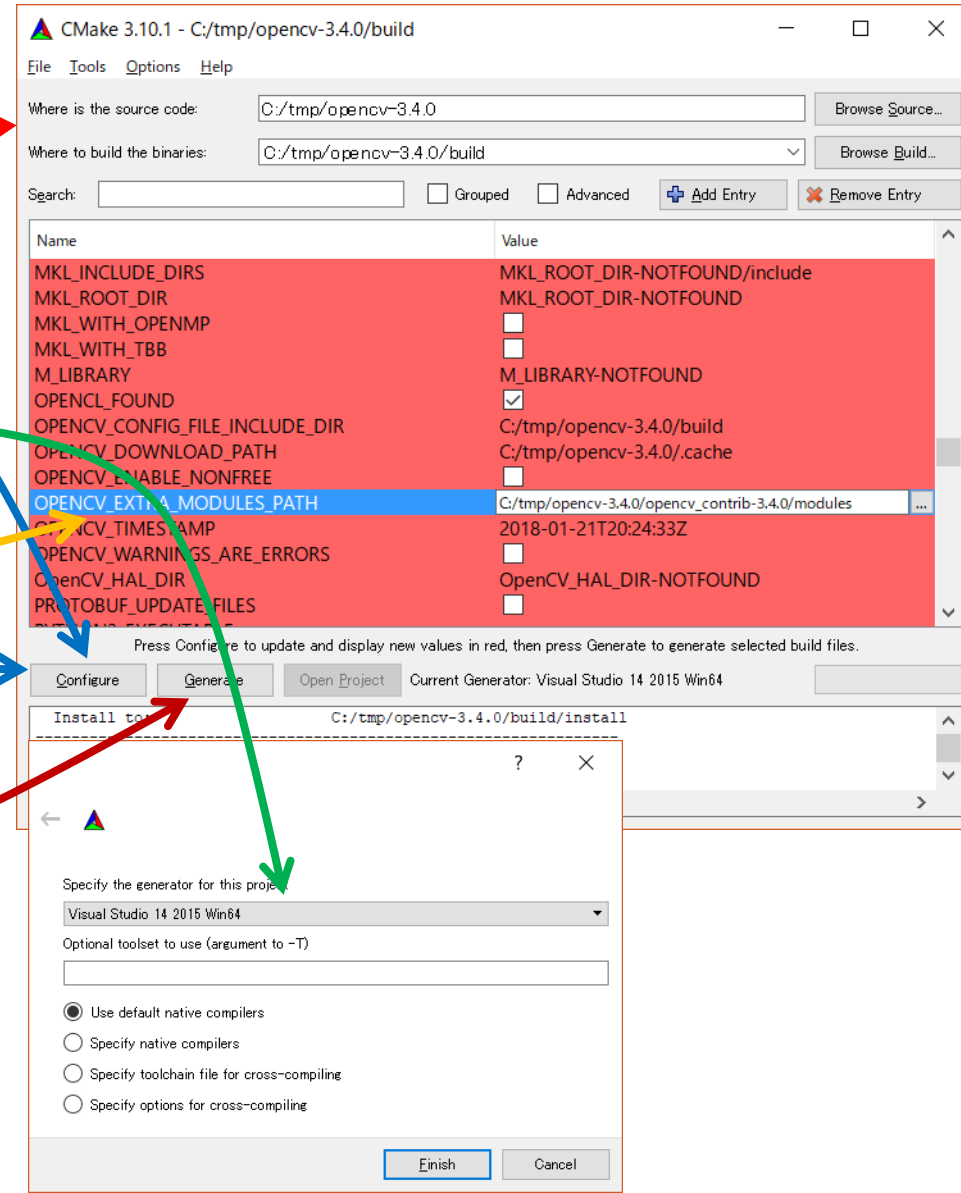 CMake 3.10.1 - C:/tmp/opencv-3.4.0/build
File Tools Options Help
Where is the source code: C:/tmp/opencv-3.4.0 Browse Source...
Where to build the binaries: C:/tmp/opencv-3.4.0/build Browse Build...
Search: Grouped Advanced Add Entry Remove Entry
Name Value
MKL_INCLUDE_DIRS MKL_ROOT_DIR-NOTFOUND/include
MKL_ROOT_DIR MKL_ROOT_DIR-NOTFOUND
MKL_WITH_OPENMP
MKL_WITH_TBB
M_LIBRARY M_LIBRARY-NOTFOUND
OPENCL_FOUND
OPENCV_CONFIG_FILE_INCLUDE_DIR C:/tmp/opencv-3.4.0/build
OPENCV_DOWNLOAD_PATH C:/tmp/opencv-3.4.0/.cache
OPENCV_ENABLE_NONFREE
OPENCV_EXTRA_MODULES_PATH C:/tmp/opencv-3.4.0/opencv_contrib-3.4.0/modules ...
OPENCV_TIMESTAMP 2018-01-21T20:24:33Z
OPENCV_WARNINGS_ARE_ERRORS
OpenCV_HAL_DIR OpenCV_HAL_DIR-NOTFOUND
PROTOBUF_UPDATE_FILES
Press Configure to update and display new values in red, then press Generate to generate selected build files.
Configure Generate Open Project Current Generator: Visual Studio 14 2015 Win64
Install to: C:/tmp/opencv-3.4.0/build/install
-----------------------------------------------------------------
?
Specify the generator for this project
Visual Studio 14 2015 Win64
Optional toolset to use (argument to -T)
Use default native compilers
Specify native compilers
Specify toolchain file for cross-compiling
Specify options for cross-compiling
Finish Cancel